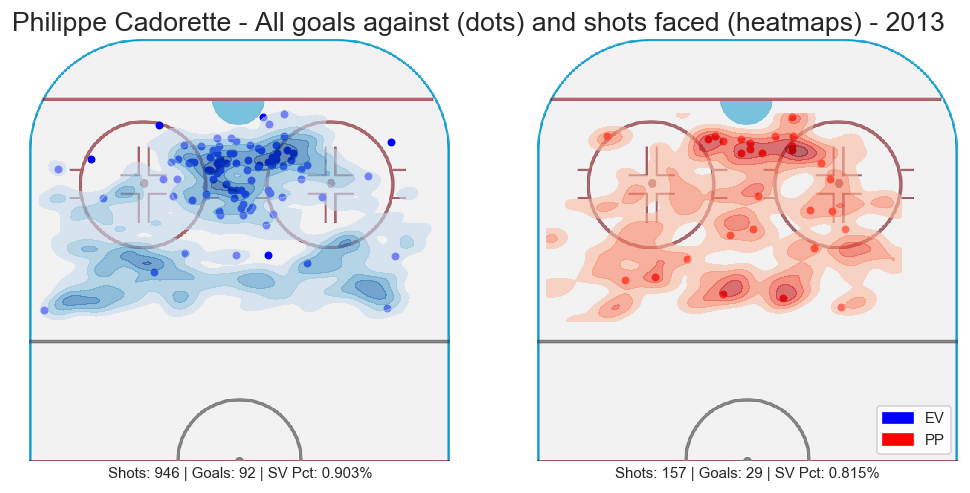 Philippe Cadorette - All goals against (dots) and shots faced (heatmaps) - 2013
EV
PP
Shots: 946 | Goals: 92 | SV Pct: 0.903%
Shots: 157 | Goals: 29 | SV Pct: 0.815%